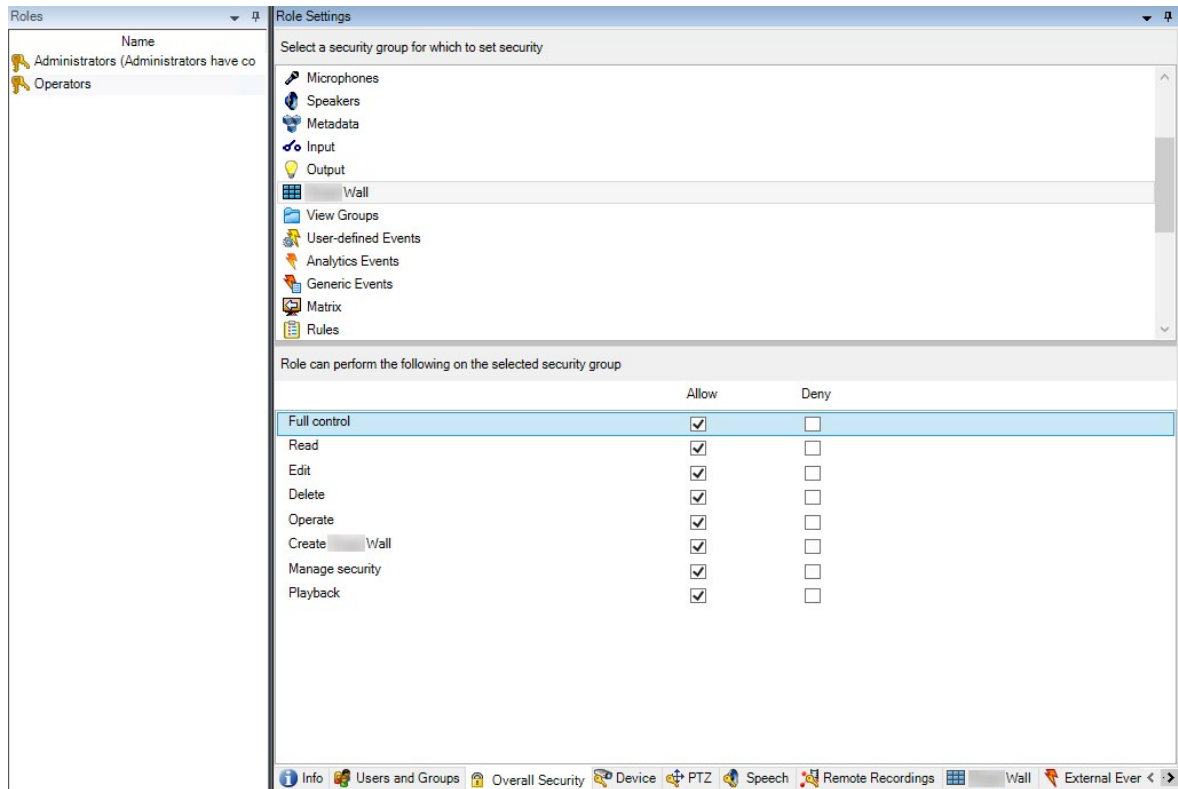 Roles
Name
Administrators (Administrators have co
Operators
Role Settings
Select a security group for which to set security
Microphones
Speakers
Metadata
Input
Output
Wall
View Groups
User-defined Events
Analytics Events
Generic Events
Matrix
Rules
Role can perform the following on the selected security group
Allow Deny
Full control
Read
Edit
Delete
Operate
Create Wall
Manage security
Playback
Info Users and Groups Overall Security Device PTZ Speech Remote Recordings Wall External Ever